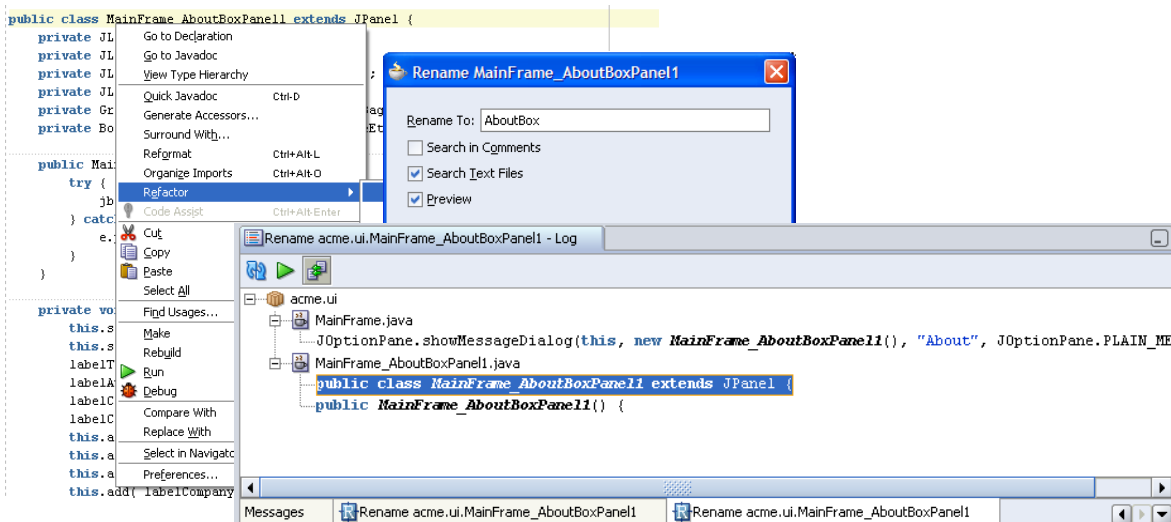 public class MainFrame_AboutBoxPanel1 extends JPanel {
private JL
private JL
private JL ;
private JL
private Gr
private Bo
public Mai
try {
jb
} catc
e.
}
}
private vo
this.s
this.s
labelT
labelA
labelC
labelC
this.a
this.a
this.a
this.add( labelCompany
Go to Declaration
Go to Javadoc
View Type Hierarchy
Quick Javadoc Ctrl-D
Generate Accessors...
Surround With...
Reformat Ctrl+Alt-L
Organize Imports Ctrl+Alt-O
Refactor
Code Assist Ctrl+Alt-Enter
Cut
Copy
Paste
Select All
Find Usages...
Make
Rebuild
Run
Debug
Compare With
Replace With
Select in Navigato
Preferences...
Rename MainFrame_AboutBoxPanel1
Rename To: AboutBox
Search in Comments
Search Text Files
Preview
Rename acme.ui.MainFrame_AboutBoxPanel1 - Log
acme.ui
MainFrame.java
JOptionPane.showMessageDialog(this, new MainFrame_AboutBoxPanel1(), "About", JOptionPane.PLAIN_ME
MainFrame_AboutBoxPanel1.java
public class MainFrame_AboutBoxPanel1 extends JPanel {
public MainFrame_AboutBoxPanel1() {
Messages Rename acme.ui.MainFrame_AboutBoxPanel1 Rename acme.ui.MainFrame_AboutBoxPanel1